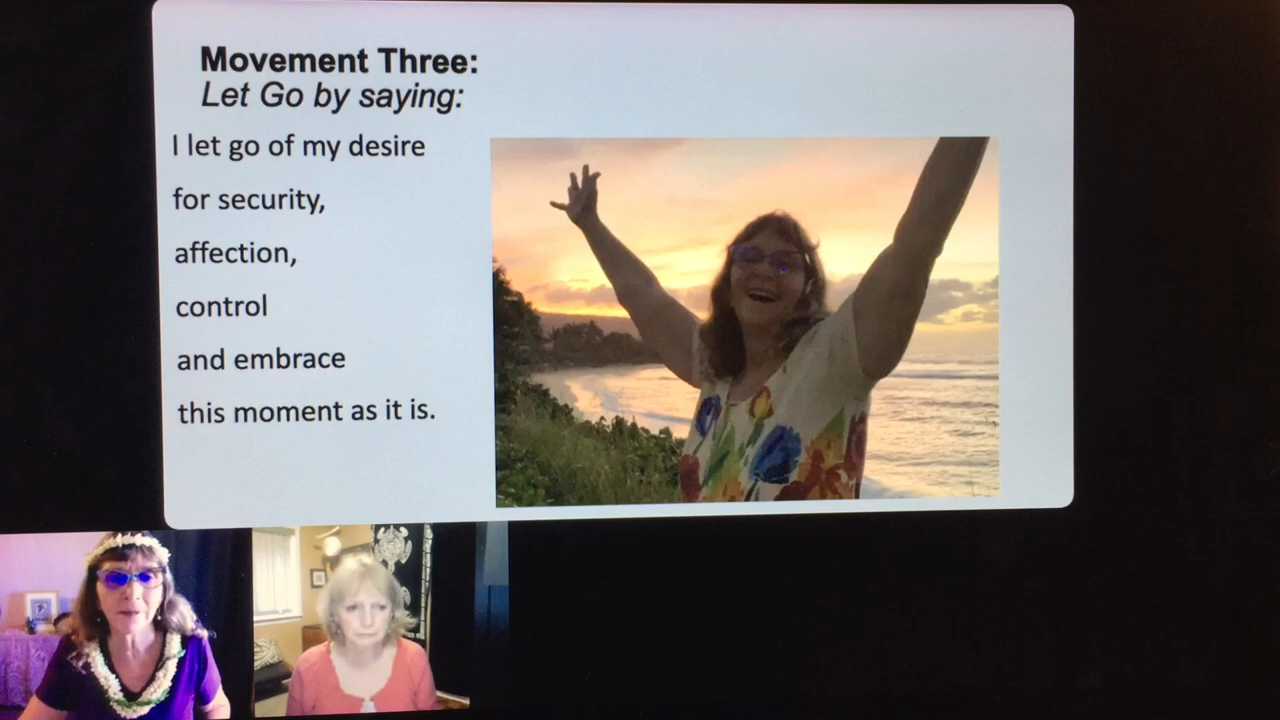 Movement Three:
Let Go by saying:
I let go of my desire
for security,
affection,
control
and embrace
this moment as it is.